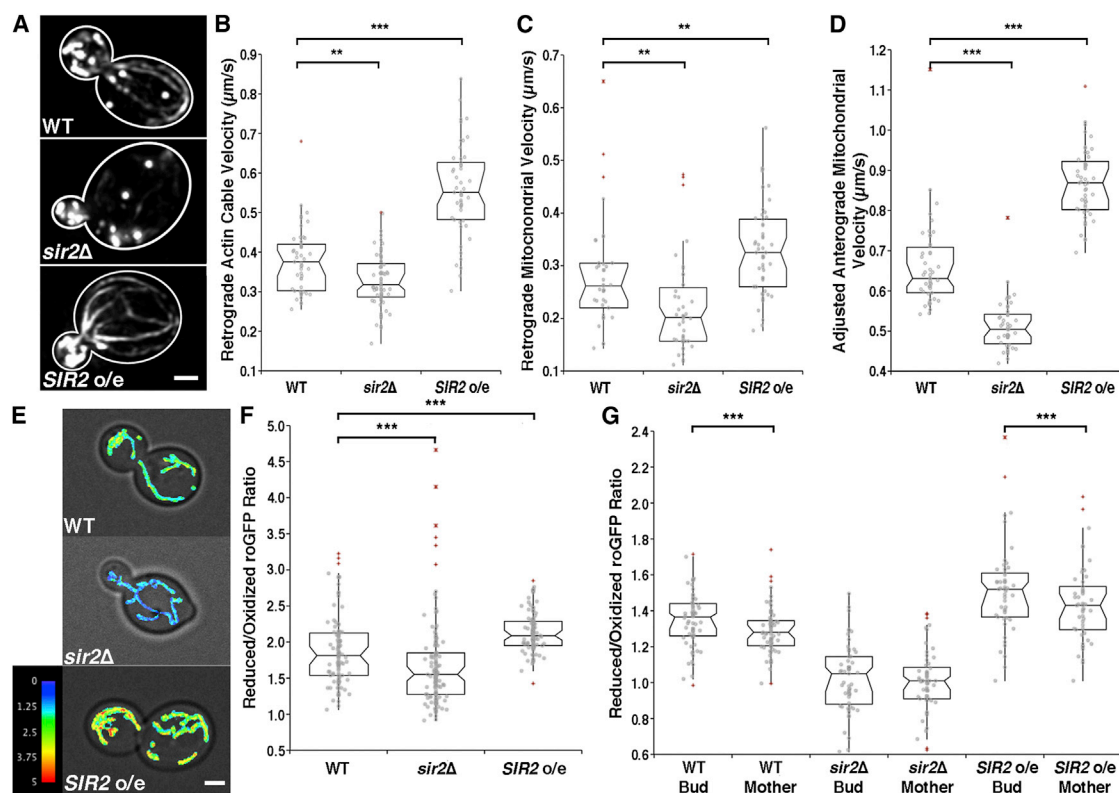 A
WT
sir2Δ
SIR2 o/e
B
Retrograde Actin Cable Velocity (µm/s)
0.9
0.8
0.7
0.6
0.5
0.4
0.3
0.2
0.1
***
**
WT
sir2Δ
SIR2 o/e
C
Retrograde Mitochondrial Velocity (µm/s)
0.7
0.6
0.5
0.4
0.3
0.2
0.1
**
**
WT
sir2Δ
SIR2 o/e
D
Adjusted Anterograde Mitochondrial
Velocity (µm/s)
1.2
1.1
1.0
0.9
0.8
0.7
0.6
0.5
0.4
***
***
WT
sir2Δ
SIR2 o/e
E
WT
sir2Δ
0
1.25
2.5
3.75
5
SIR2 o/e
F
Reduced/Oxidized roGFP Ratio
5.0
4.5
4.0
3.5
3.0
2.5
2.0
1.5
1.0
0.5
***
***
WT
sir2Δ
SIR2 o/e
G
Reduced/Oxidized roGFP Ratio
2.4
2.2
2.0
1.8
1.6
1.4
1.2
1.0
0.8
0.6
***
***
WT
Bud
WT
Mother
sir2Δ
Bud
sir2Δ
Mother
SIR2 o/e
Bud
SIR2 o/e
Mother